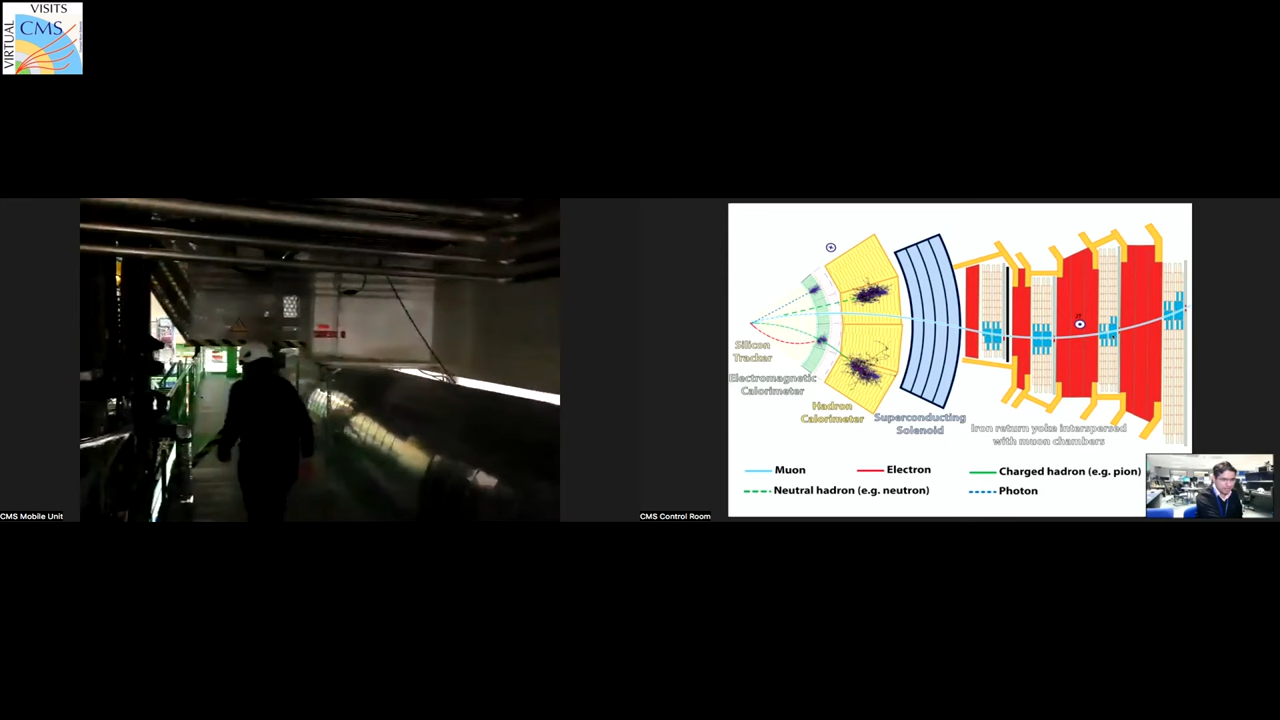 VISITS
CMS
VIRTUAL
Silicon
Tracker
Electromagnetic
Calorimeter
Hadron
Calorimeter
Superconducting
Solenoid
Iron return yoke interspersed
with muon chambers
Muon
Electron
Charged hadron (e.g. pion)
Neutral hadron (e.g. neutron)
Photon
CMS Mobile Unit
CMS Control Room